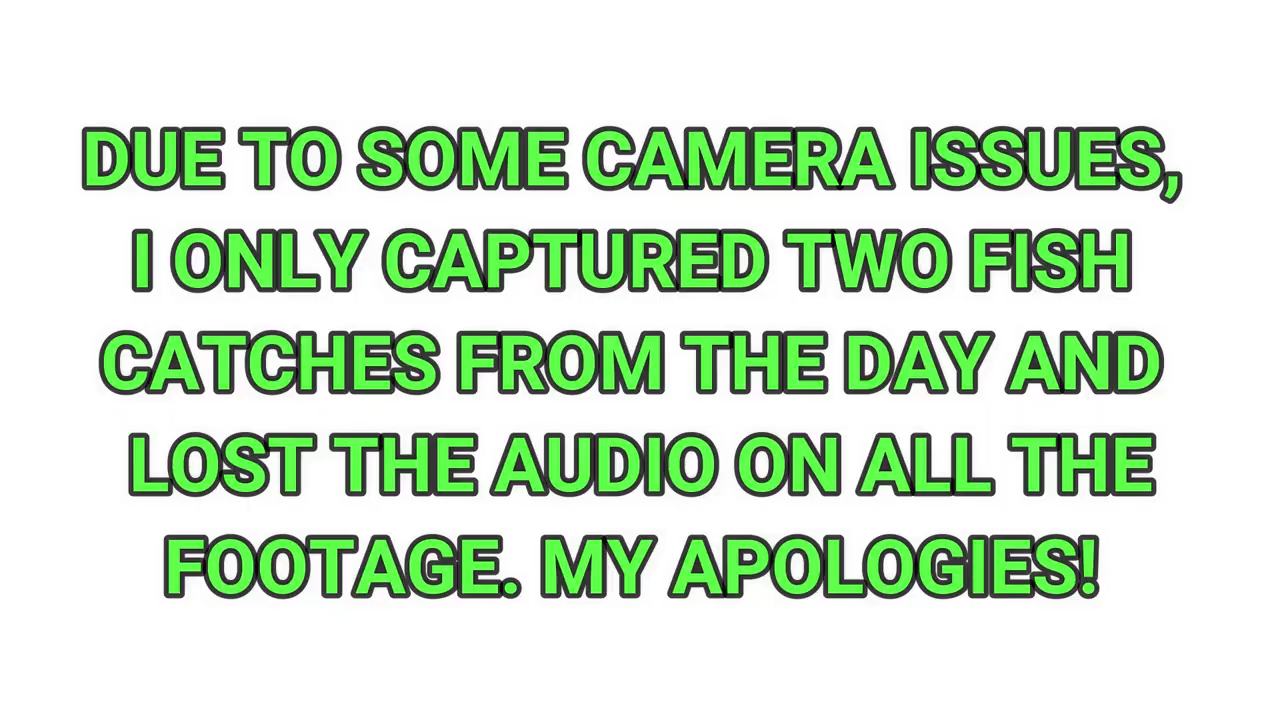 DUE TO SOME CAMERA ISSUES,
I ONLY CAPTURED TWO FISH
CATCHES FROM THE DAY AND
LOST THE AUDIO ON ALL THE
FOOTAGE. MY APOLOGIES!